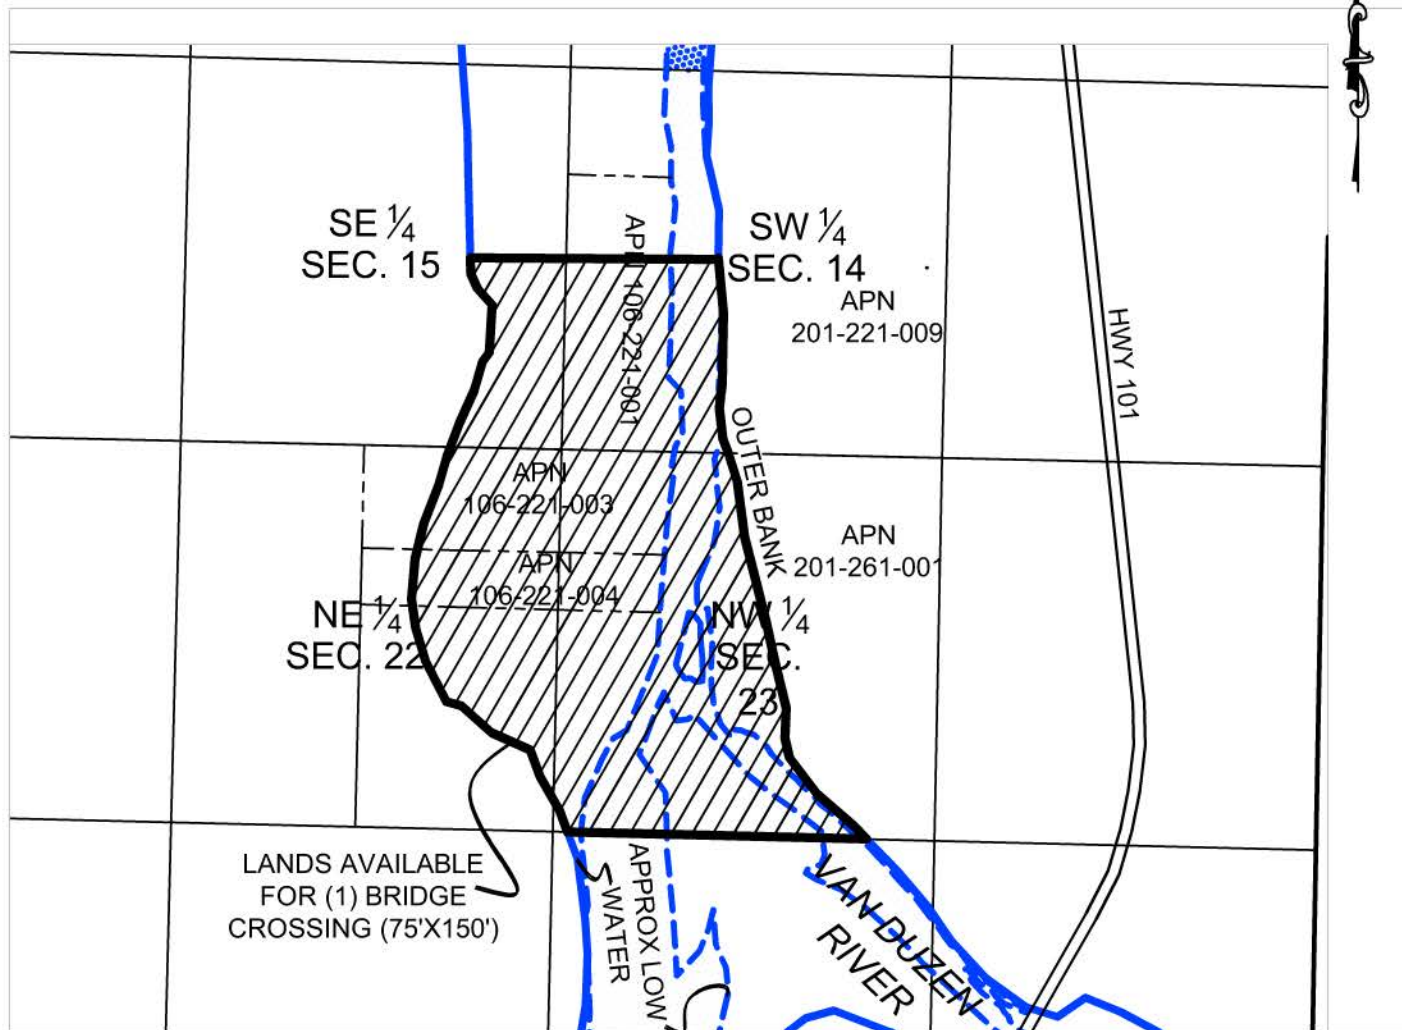 SE ¼
SEC. 15
SW ¼
SEC. 14
APN 106-221-001
APN
201-221-009
HWY 101
OUTER BANK
APN
106-221-003
APN
106-221-004
APN
201-261-001
NE ¼
SEC. 22
NW ¼
SEC.
23
LANDS AVAILABLE
FOR (1) BRIDGE
CROSSING (75'X150')
APPROX LOW
WATER
VAN DUZEN
RIVER